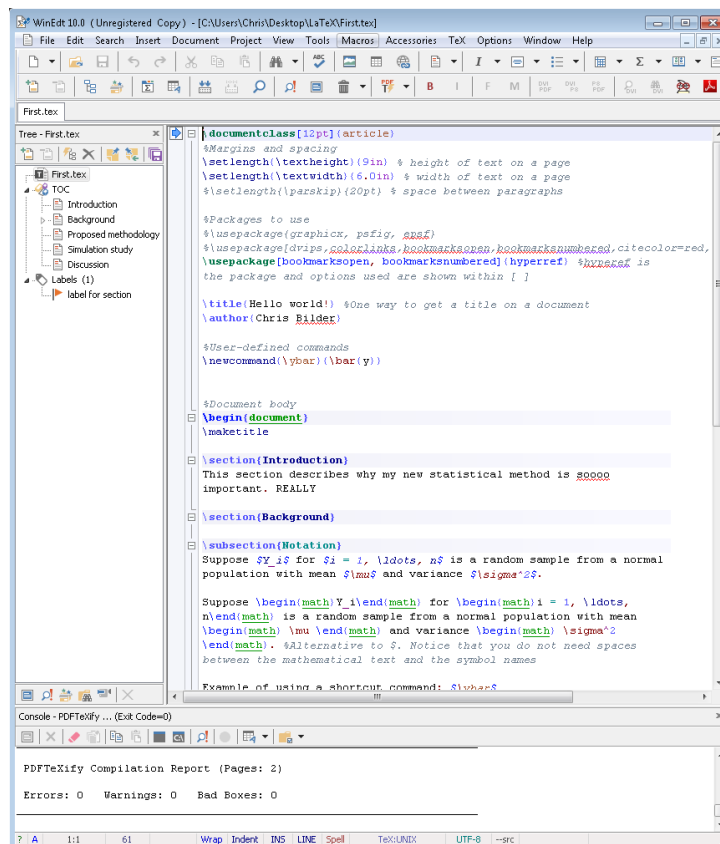 WinEdt 10.0 (Unregistered Copy) - [C:\Users\Chris\Desktop\LaTeX\First.tex]
File Edit Search Insert Document Project View Tools Macros Accessories TeX Options Window Help
PDF TF B I F M DVI PDF DVI PS PS PDF DVI
First.tex
Tree - First.tex
First.tex
TOC
Introduction
Background
Proposed methodology
Simulation study
Discussion
Labels (1)
label for section
\documentclass[12pt]{article}
%Margins and spacing
\setlength{\textheight}{9in} % height of text on a page
\setlength{\textwidth}{6.0in} % width of text on a page
%\setlength{\parskip}{20pt} % space between paragraphs
%Packages to use
%\usepackage{graphicx, psfig, epsf}
%\usepackage[dvips,colorlinks,bookmarksopen,bookmarksnumbered,citecolor=red,
\usepackage[bookmarksopen, bookmarksnumbered]{hyperref} %hyperef is
the package and options used are shown within [ ]
\title{Hello world!} %One way to get a title on a document
\author{Chris Bilder}
%User-defined commands
\newcommand{\ybar}{\bar{y}}
%Document body
\begin{document}
\maketitle
\section{Introduction}
This section describes why my new statistical method is soooo
important. REALLY
\section{Background}
\subsection{Notation}
Suppose $Y_i$ for $i = 1, \ldots, n$ is a random sample from a normal
population with mean $\mu$ and variance $\sigma^2$.
Suppose \begin{math}Y_i\end{math} for \begin{math}i = 1, \ldots,
n\end{math} is a random sample from a normal population with mean
\begin{math} \mu \end{math} and variance \begin{math} \sigma^2
\end{math}. %Alternative to $. Notice that you do not need spaces
between the mathematical text and the symbol names
Example of using a shortcut command: $\ybar$
Console - PDFTeXify ... (Exit Code=0)
PDFTeXify Compilation Report (Pages: 2)
Errors: 0 Warnings: 0 Bad Boxes: 0
? A 1:1 61 Wrap Indent INS LINE Spell TeX:UNIX UTF-8 --src